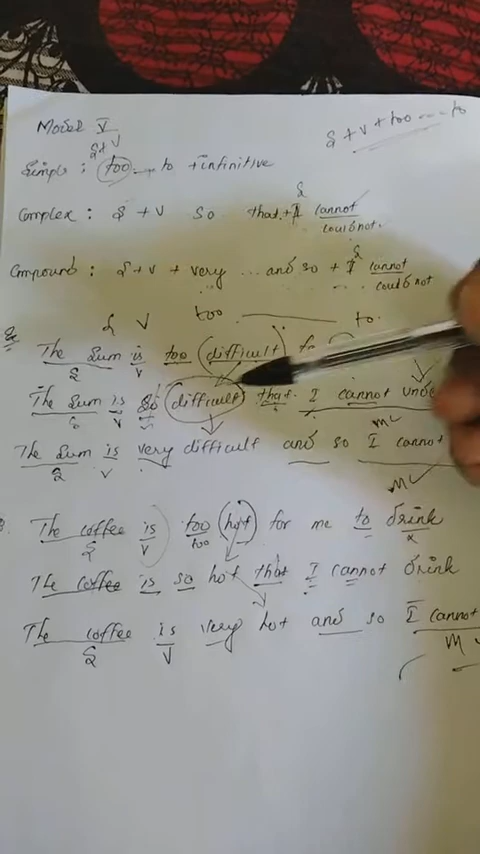 Model V
S + V + too --- to
S+V
Simple : too --- to + infinitive
S
Complex : S + V so that + I cannot
could not.
S
Compound : S + V + very ... and so + I cannot
could not
S V too ________ to
The Sum is too difficult
S V
The Sum is so difficult that I cannot
S V S
MC
The Sum is very difficult and so I cannot
S V
MC
The coffee is too hot for me to drink
S V too
The coffee is so hot that I cannot drink
The coffee is very hot and so I cannot
S V M